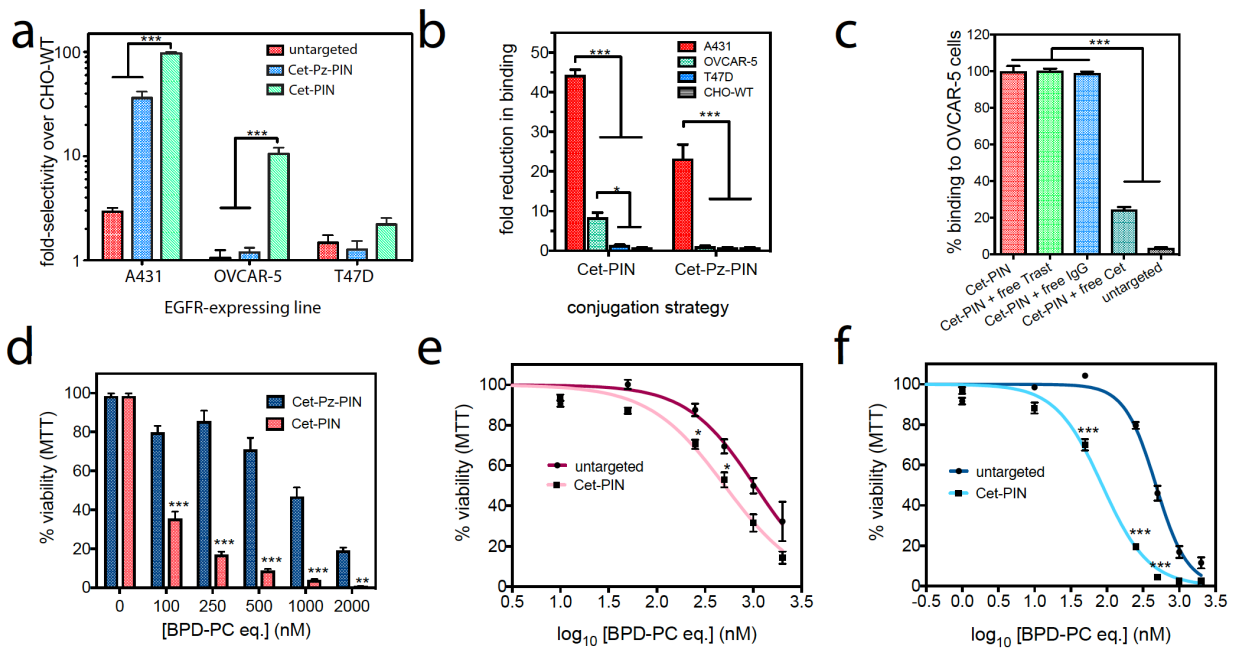 a
fold-selectivity over CHO-WT
100
10
1
***
***
untargeted
Cet-Pz-PIN
Cet-PIN
A431
OVCAR-5
T47D
EGFR-expressing line
b
fold reduction in binding
50
40
30
20
10
0
***
*
***
A431
OVCAR-5
T47D
CHO-WT
Cet-PIN
Cet-Pz-PIN
conjugation strategy
c
% binding to OVCAR-5 cells
120
100
80
60
40
20
0
***
Cet-PIN
Cet-PIN + free Trast
Cet-PIN + free IgG
Cet-PIN + free Cet
untargeted
d
% viability (MTT)
100
80
60
40
20
0
Cet-Pz-PIN
Cet-PIN
***
***
***
***
**
0
100
250
500
1000
2000
[BPD-PC eq.] (nM)
e
% viability (MTT)
100
80
60
40
20
0
*
*
untargeted
Cet-PIN
0.5
1.0
1.5
2.0
2.5
3.0
3.5
log10 [BPD-PC eq.] (nM)
f
% viability (MTT)
100
80
60
40
20
0
***
***
***
untargeted
Cet-PIN
-0.5
0.0
0.5
1.0
1.5
2.0
2.5
3.0
3.5
log10 [BPD-PC eq.] (nM)